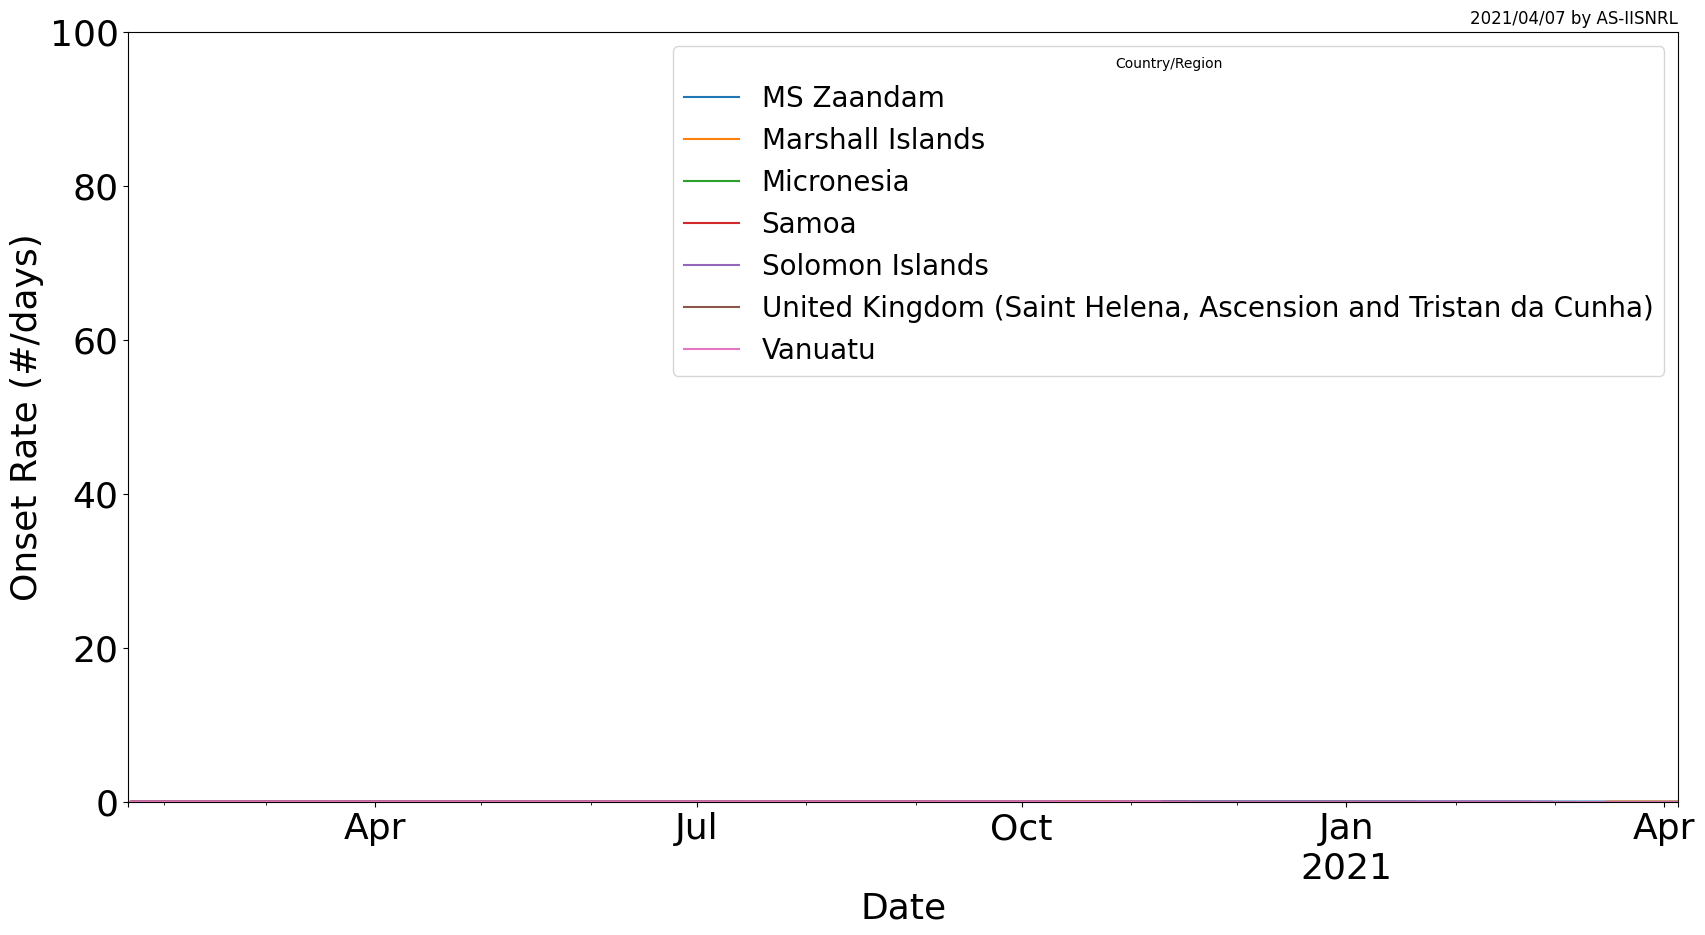 2021/04/07 by AS-IISNRL
100
80
60
40
20
0
Onset Rate (#/days)
Country/Region
MS Zaandam
Marshall Islands
Micronesia
Samoa
Solomon Islands
United Kingdom (Saint Helena, Ascension and Tristan da Cunha)
Vanuatu
Apr Jul Oct Jan Apr
2021
Date